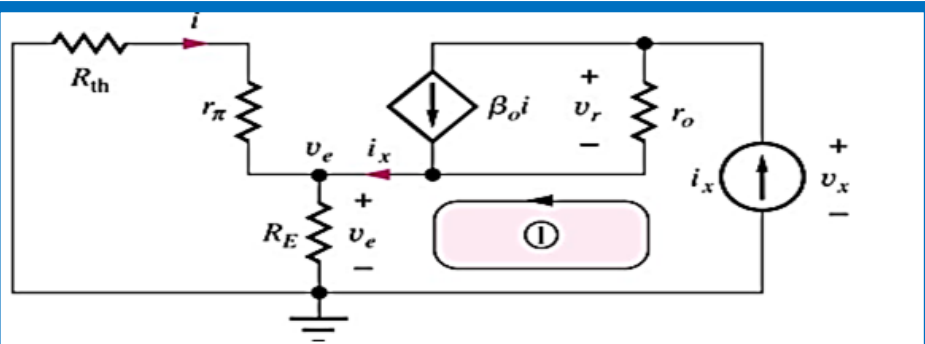 i
R_th
r_π
β_o i
+
v_r
−
r_o
v_e
i_x
i_x
+
v_x
−
R_E
+
v_e
−
①